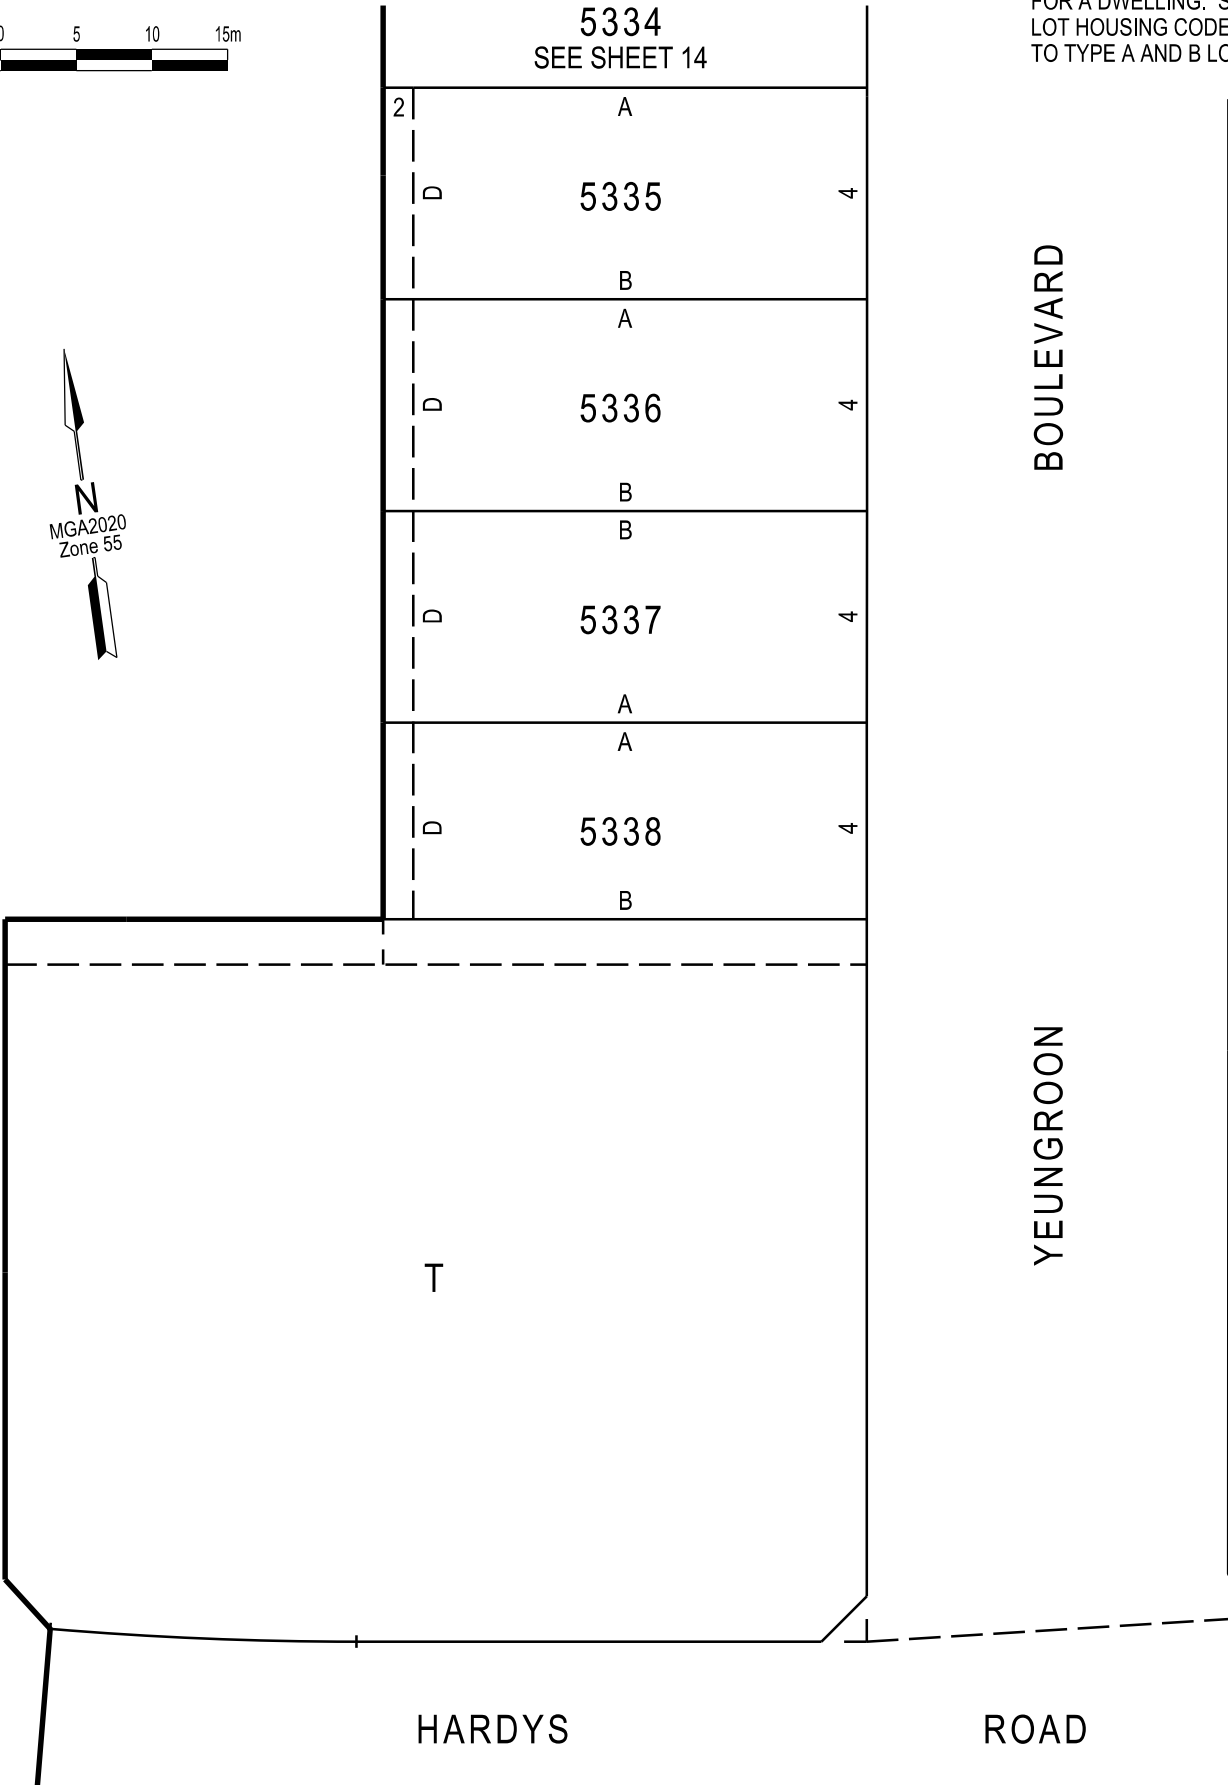 FOR A DWELLING. S
LOT HOUSING CODE
TO TYPE A AND B LO
0 5 10 15m
5334
SEE SHEET 14
2
A
D
5335
4
B
A
D
5336
4
B
B
D
5337
4
A
A
D
5338
4
B
N
MGA2020
Zone 55
BOULEVARD
YEUNGROON
T
HARDYS ROAD